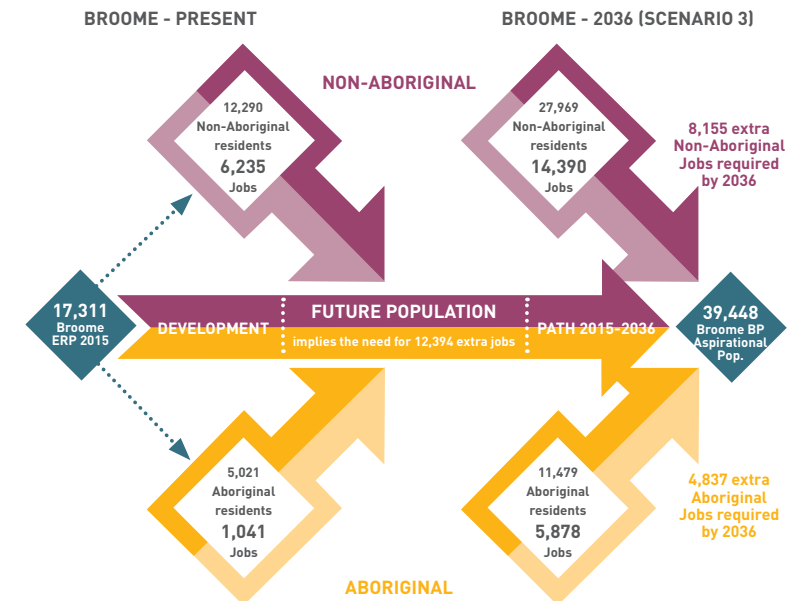 BROOME - PRESENT
BROOME - 2036 (SCENARIO 3)
NON-ABORIGINAL
12,290
Non-Aboriginal
residents
6,235
Jobs
27,969
Non-Aboriginal
residents
14,390
Jobs
8,155 extra
Non-Aboriginal
Jobs required
by 2036
17,311
Broome
ERP 2015
DEVELOPMENT
FUTURE POPULATION
implies the need for 12,394 extra jobs
PATH 2015-2036
39,448
Broome BP
Aspirational
Pop.
5,021
Aboriginal
residents
1,041
Jobs
11,479
Aboriginal
residents
5,878
Jobs
4,837 extra
Aboriginal
Jobs required
by 2036
ABORIGINAL